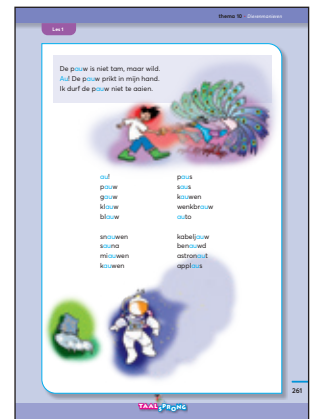 thema 10 Dierenmanieren
Les 1
De pauw is niet tam, maar wild.
Au! De pauw prikt in mijn hand.
Ik durf de pauw niet te aaien.
au!
pauw
gauw
klauw
blauw
snauwen
sauna
miauwen
kauwen
paus
saus
kauwen
wenkbrauw
auto
kabeljauw
benauwd
astronaut
applaus
261
TAALSPRONG